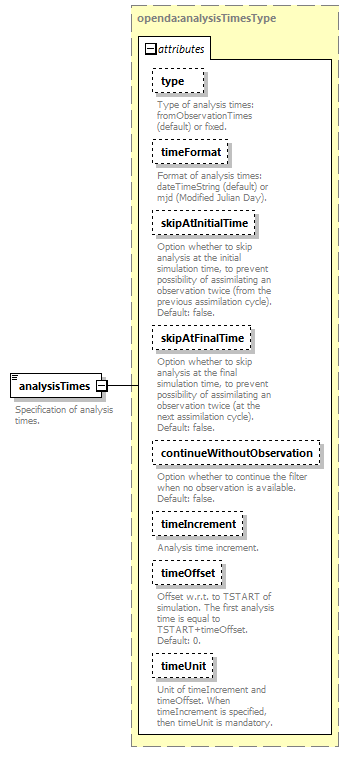 openda:analysisTimesType
attributes
type
Type of analysis times:
fromObservationTimes
(default) or fixed.
timeFormat
Format of analysis times:
dateTimeString (default) or
mjd (Modified Julian Day).
skipAtInitialTime
Option whether to skip
analysis at the initial
simulation time, to prevent
possibility of assimilating an
observation twice (from the
previous assimilation cycle).
Default: false.
skipAtFinalTime
Option whether to skip
analysis at the final
simulation time, to prevent
possibility of assimilating an
observation twice (at the
next assimilation cycle).
Default: false.
analysisTimes
Specification of analysis
times.
continueWithoutObservation
Option whether to continue the filter
when no observation is available.
Default: false.
timeIncrement
Analysis time increment.
timeOffset
Offset w.r.t. to TSTART of
simulation. The first analysis
time is equal to
TSTART+timeOffset.
Default: 0.
timeUnit
Unit of timeIncrement and
timeOffset. When
timeIncrement is specified,
then timeUnit is mandatory.